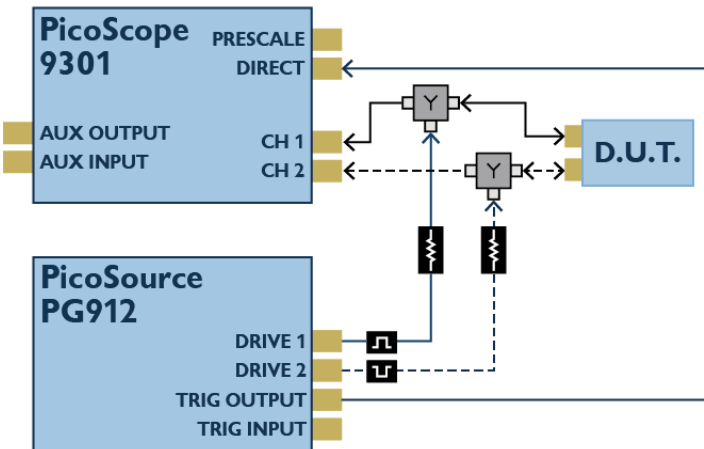 PicoScope
9301
PRESCALE
DIRECT
AUX OUTPUT
AUX INPUT
CH 1
CH 2
Y
Y
D.U.T.
PicoSource
PG912
DRIVE 1
DRIVE 2
TRIG OUTPUT
TRIG INPUT